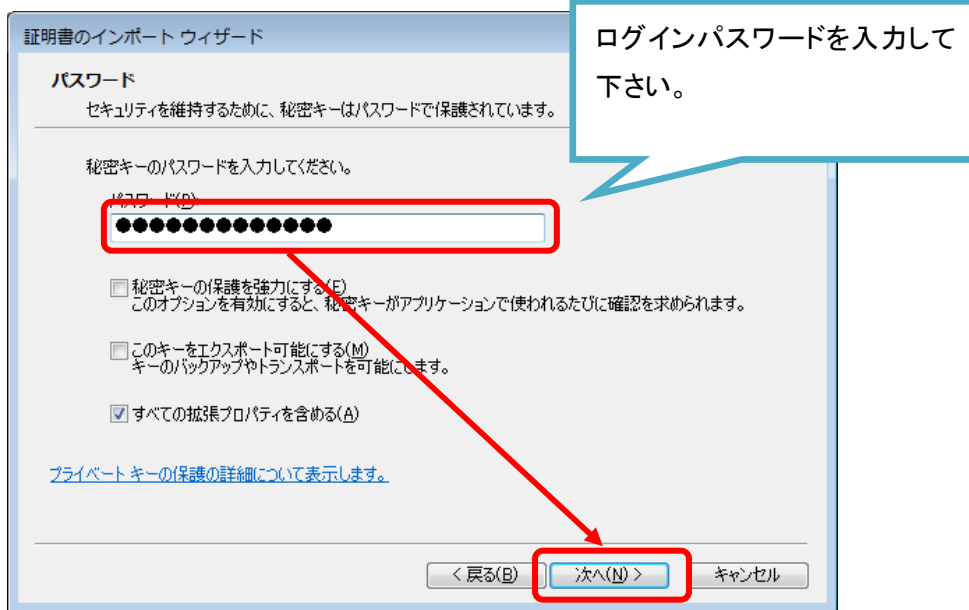 証明書のインポート ウィザード
ログインパスワードを入力して
下さい。
パスワード
セキュリティを維持するために、秘密キーはパスワードで保護されています。
秘密キーのパスワードを入力してください。
パスワード(P):
●●●●●●●●●●●●●
秘密キーの保護を強力にする(E)
このオプションを有効にすると、秘密キーがアプリケーションで使われるたびに確認を求められます。
このキーをエクスポート可能にする(M)
キーのバックアップやトランスポートを可能にします。
すべての拡張プロパティを含める(A)
プライベート キーの保護の詳細について表示します。
< 戻る(B)
次へ(N) >
キャンセル